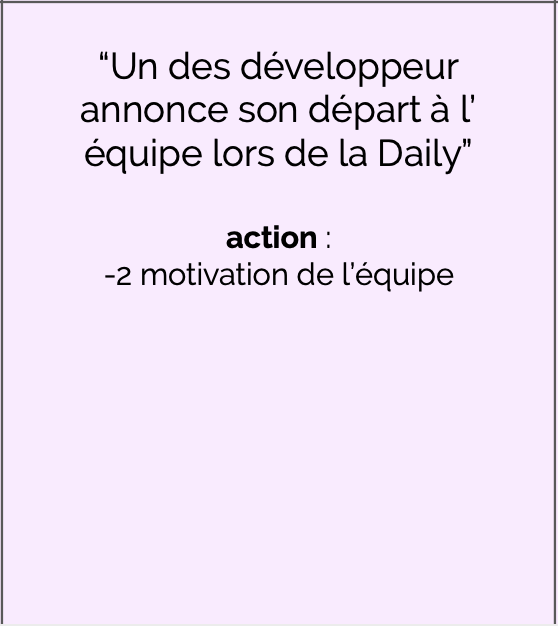 “Un des développeur
annonce son départ à l’
équipe lors de la Daily”
action :
-2 motivation de l’équipe